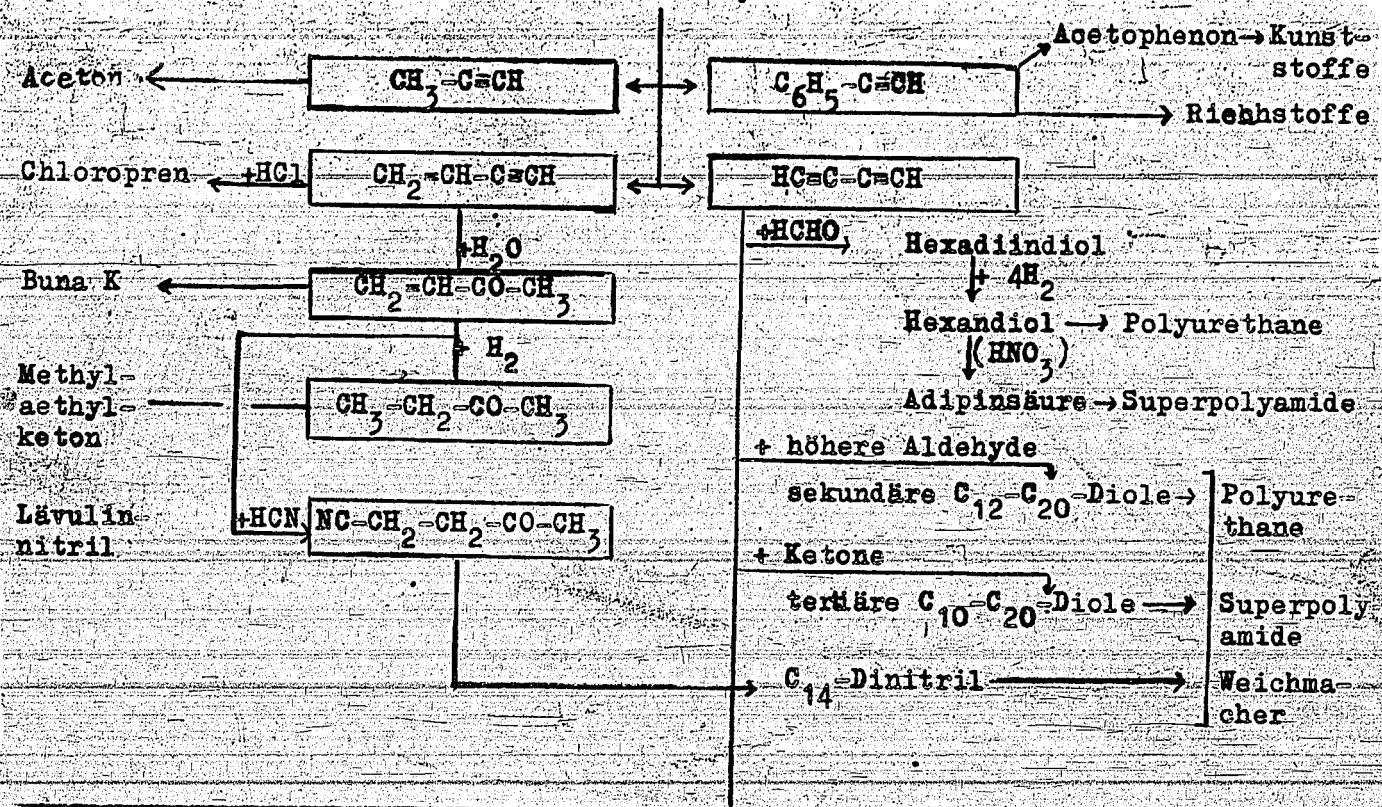 Acetophenon→Kunst-
stoffe
Aceton
CH3-C≡CH
C6H5-C≡CH
Riehhstoffe
Chloropren
+HCl
CH2=CH-C≡CH
HC≡C-C≡CH
+H2O
+HCHO
Hexadiindiol
+ 4H2
Buna K
CH2=CH-CO-CH3
+ H2
Hexandiol → Polyurethane
(HNO3)
Methyl-
aethyl-
keton
CH3-CH2-CO-CH3
Adipinsäure→Superpolyamide
+ höhere Aldehyde
sekundäre C12-C20-Diole→
Polyure-
thane
Lävulin-
nitril
+HCN
NC-CH2-CH2-CO-CH3
+ Ketone
tertiäre C10-C20-Diole →
Superpoly
amide
C14-Dinitril
Weichma-
cher